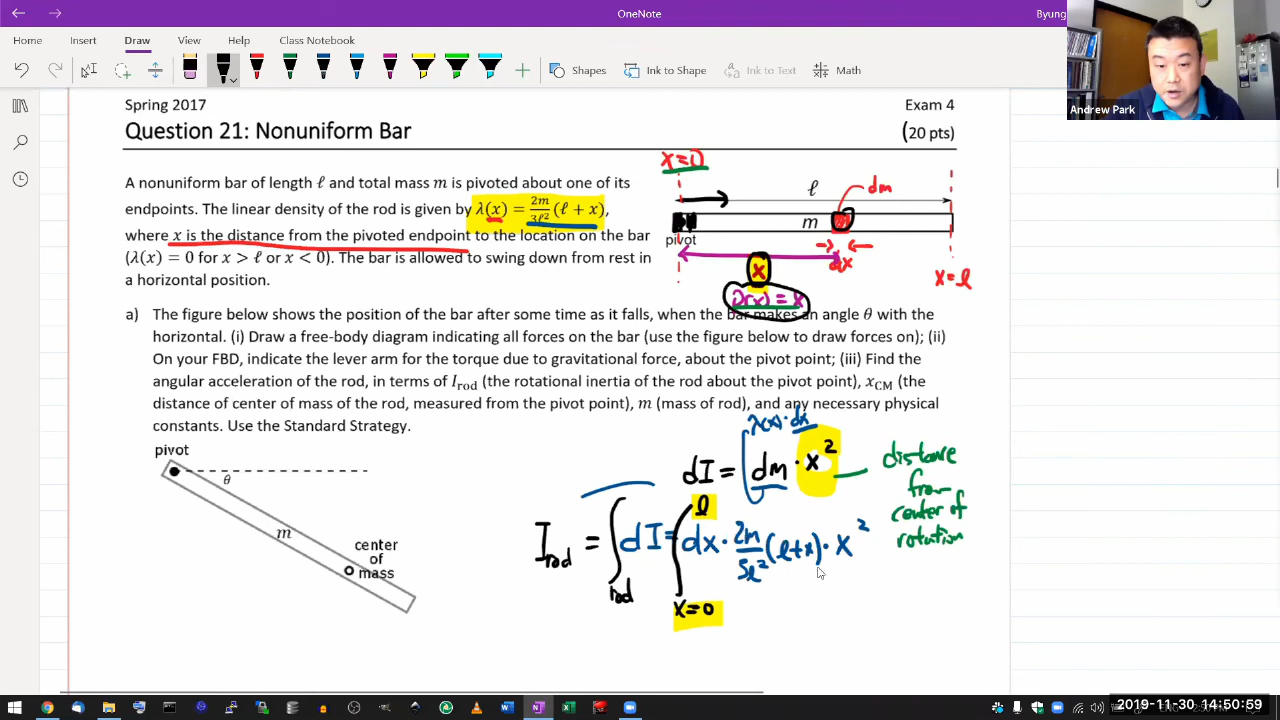 OneNote
Byung
Home Insert Draw View Help Class Notebook
Shapes Ink to Shape Ink to Text Math
Andrew Park
Spring 2017 Exam 4
Question 21: Nonuniform Bar (20 pts)
A nonuniform bar of length ℓ and total mass m is pivoted about one of its
endpoints. The linear density of the rod is given by λ(x) = 2m/3ℓ² (ℓ + x),
where x is the distance from the pivoted endpoint to the location on the bar
(λ(x) = 0 for x > ℓ or x < 0). The bar is allowed to swing down from rest in
a horizontal position.
x=0
ℓ
dm
m
pivot
dx
x
x=ℓ
r(x) = x
a) The figure below shows the position of the bar after some time as it falls, when the bar makes an angle θ with the
horizontal. (i) Draw a free-body diagram indicating all forces on the bar (use the figure below to draw forces on); (ii)
On your FBD, indicate the lever arm for the torque due to gravitational force, about the pivot point; (iii) Find the
angular acceleration of the rod, in terms of I_rod (the rotational inertia of the rod about the pivot point), x_CM (the
distance of center of mass of the rod, measured from the pivot point), m (mass of rod), and any necessary physical
constants. Use the Standard Strategy.
pivot
θ
m
center
of
mass
λ(x)·dx
dI = dm · x²
distance
from
center of
rotation
I_rod = ∫_rod dI = ∫_{x=0}^{ℓ} dx · 2m/3ℓ² (ℓ+x) · x²
2019-11-30 14:50:59